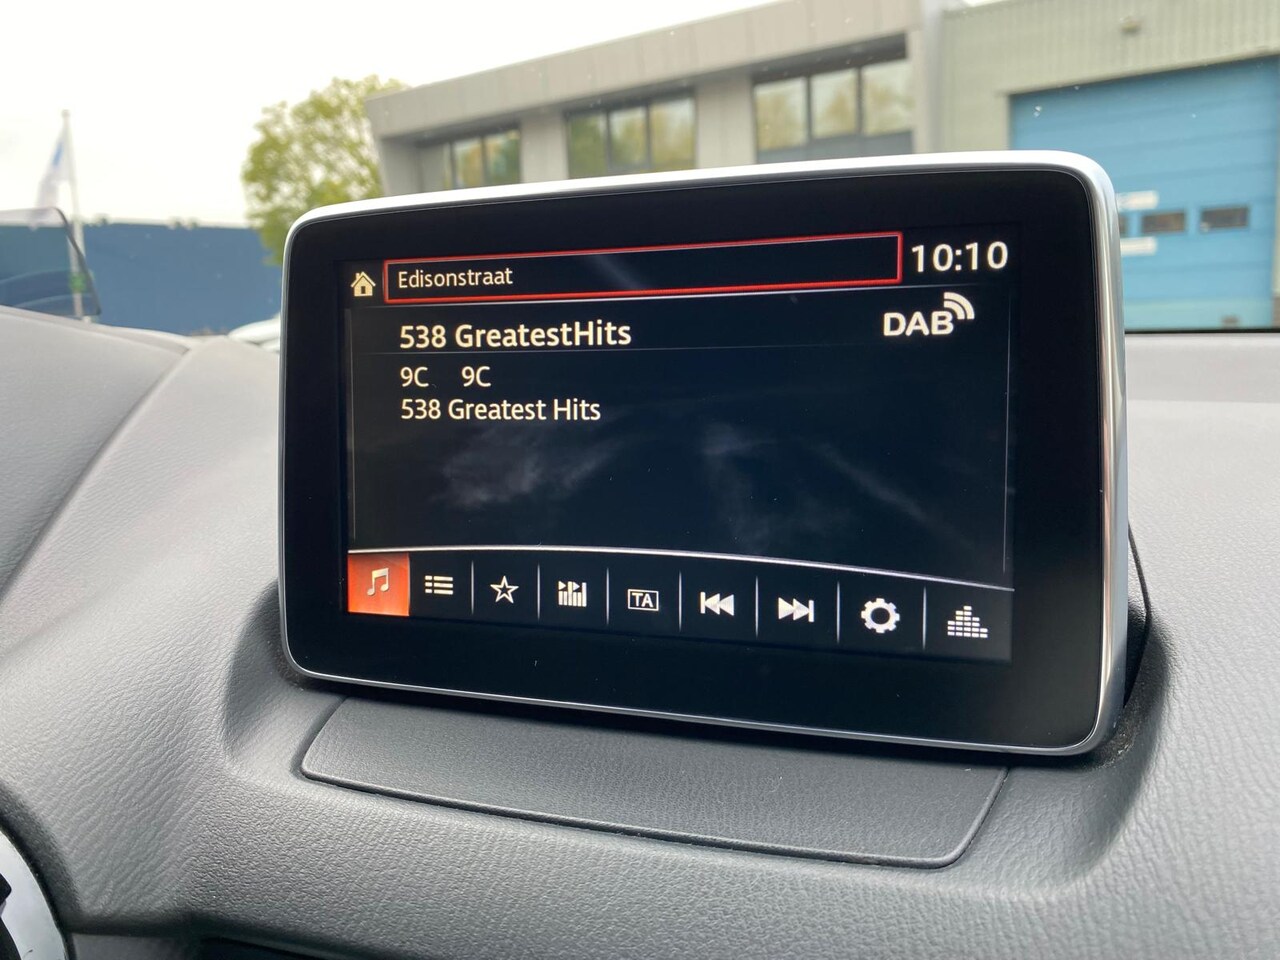 Edisonstraat
10:10
538 GreatestHits
DAB
9C 9C
538 Greatest Hits
TA